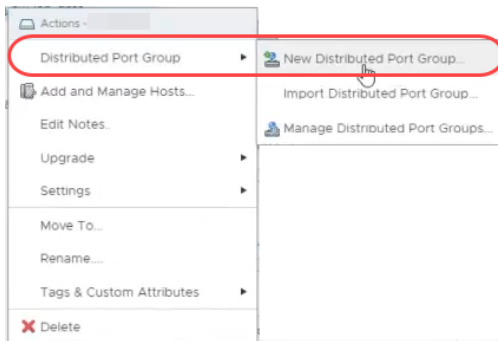 Actions -
Distributed Port Group
New Distributed Port Group...
Add and Manage Hosts...
Import Distributed Port Group...
Edit Notes..
Manage Distributed Port Groups...
Upgrade
Settings
Move To...
Rename....
Tags & Custom Attributes
Delete